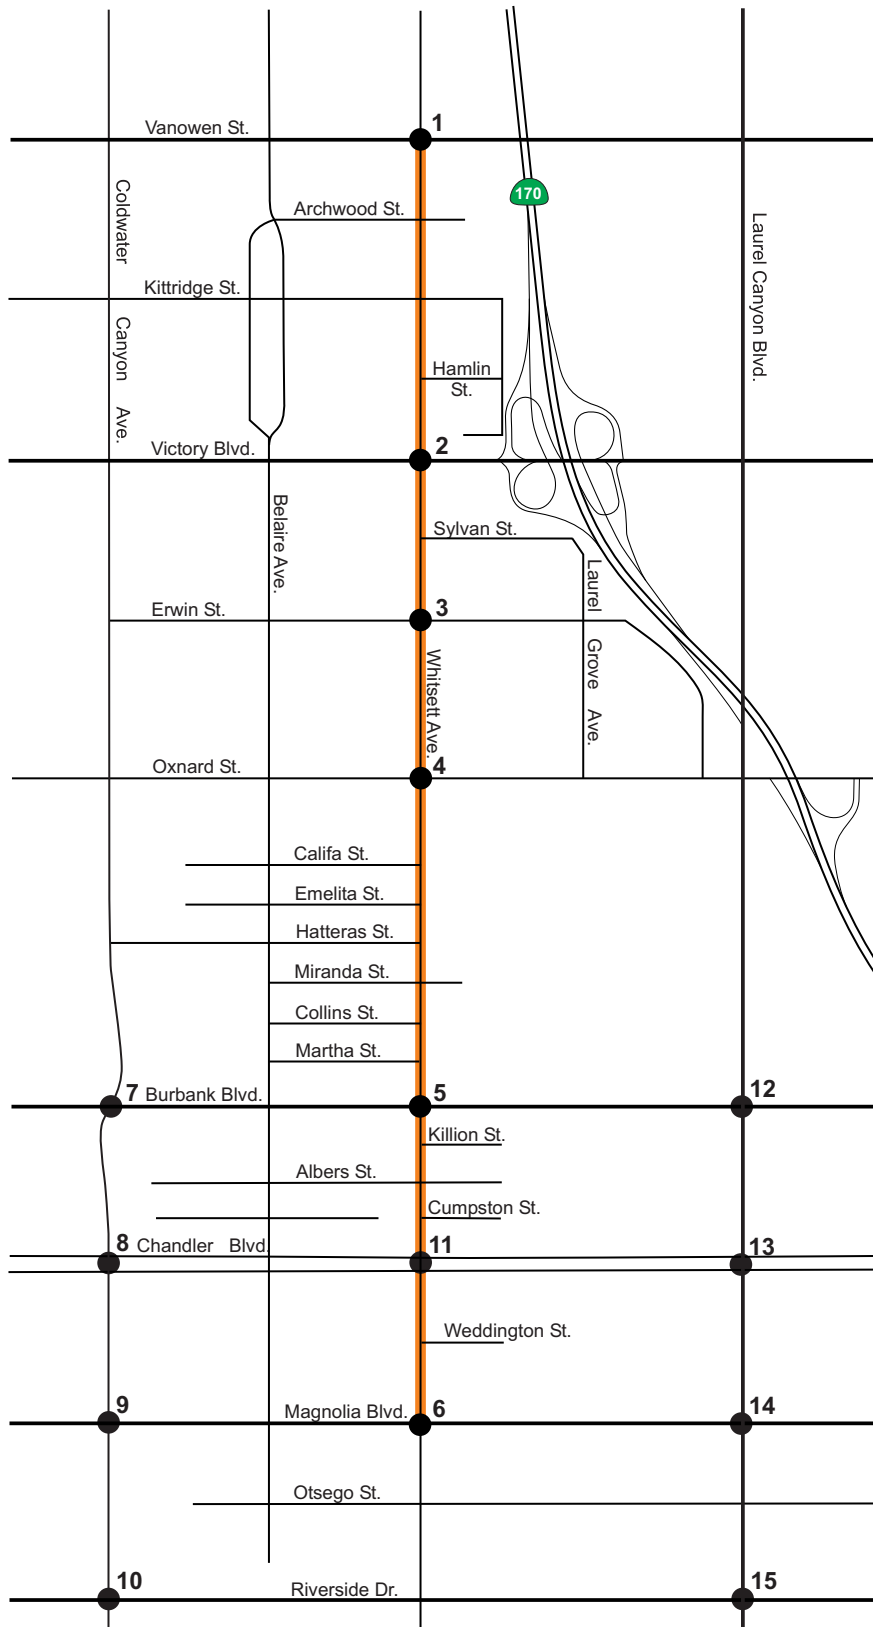 1
Vanowen St.
170
Coldwater Canyon Ave.
Archwood St.
Laurel Canyon Blvd.
Kittridge St.
Hamlin
St.
2
Victory Blvd.
Belaire Ave.
Sylvan St.
Laurel Grove Ave.
3
Erwin St.
Whitsett Ave.
4
Oxnard St.
Califa St.
Emelita St.
Hatteras St.
Miranda St.
Collins St.
Martha St.
7 Burbank Blvd. 5 12
Killion St.
Albers St.
Cumpston St.
8 Chandler Blvd. 11 13
Weddington St.
9 Magnolia Blvd. 6 14
Otsego St.
10 Riverside Dr. 15